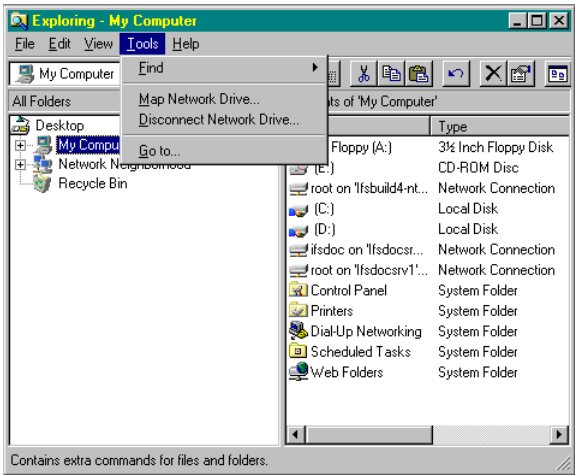 Exploring - My Computer
File Edit View Tools Help
My Computer
Find
All Folders
Map Network Drive...
Disconnect Network Drive...
Go to...
ts of 'My Computer'
Type
Desktop
My Compu
Network Neighborhood
Recycle Bin
Floppy (A:) 3½ Inch Floppy Disk
(E:) CD-ROM Disc
root on 'lfsbuild4-nt... Network Connection
(C:) Local Disk
(D:) Local Disk
ifsdoc on 'lfsdocsr... Network Connection
root on 'lfsdocsrv1'... Network Connection
Control Panel System Folder
Printers System Folder
Dial-Up Networking System Folder
Scheduled Tasks System Folder
Web Folders System Folder
Contains extra commands for files and folders.